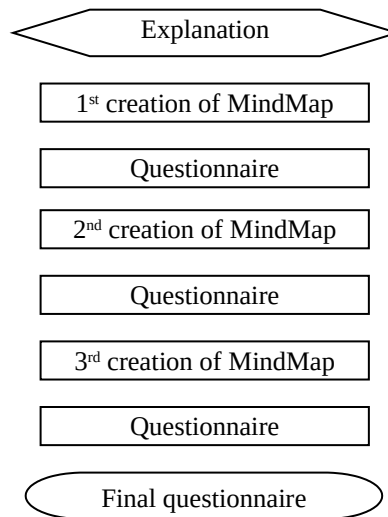 Explanation
1st creation of MindMap
Questionnaire
2nd creation of MindMap
Questionnaire
3rd creation of MindMap
Questionnaire
Final questionnaire